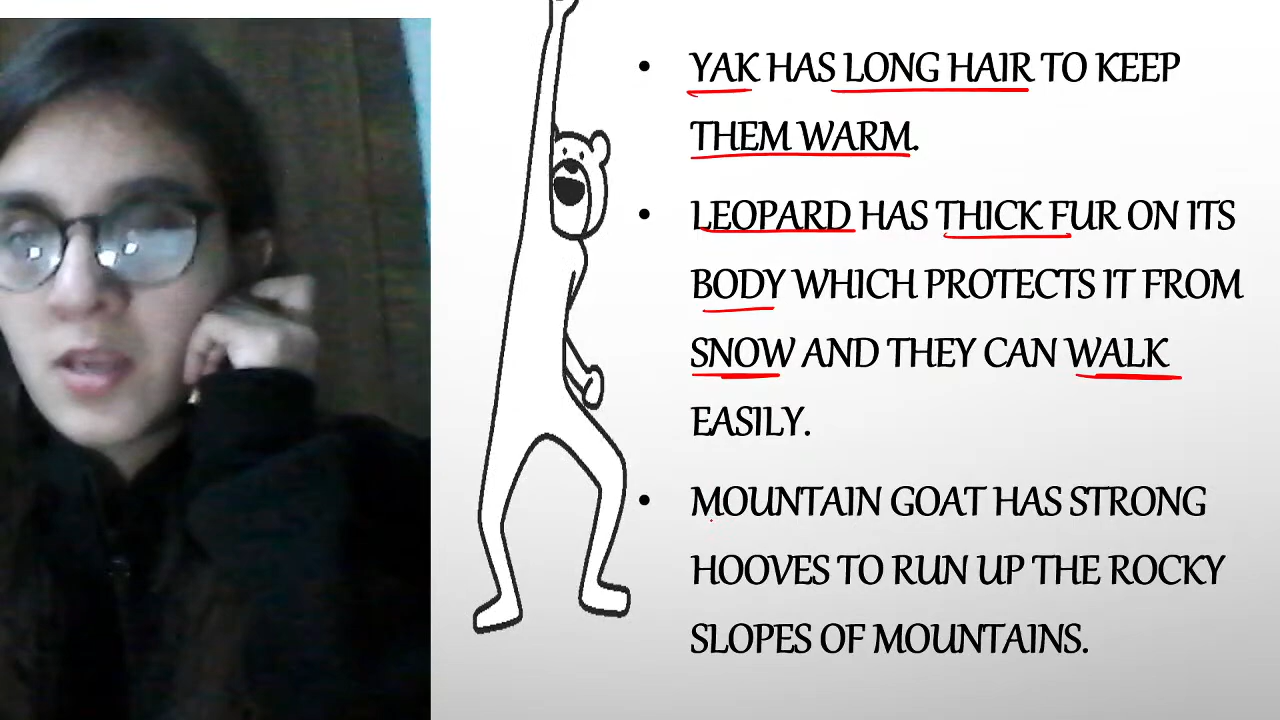 • YAK HAS LONG HAIR TO KEEP
THEM WARM.
• LEOPARD HAS THICK FUR ON ITS
BODY WHICH PROTECTS IT FROM
SNOW AND THEY CAN WALK
EASILY.
• MOUNTAIN GOAT HAS STRONG
HOOVES TO RUN UP THE ROCKY
SLOPES OF MOUNTAINS.